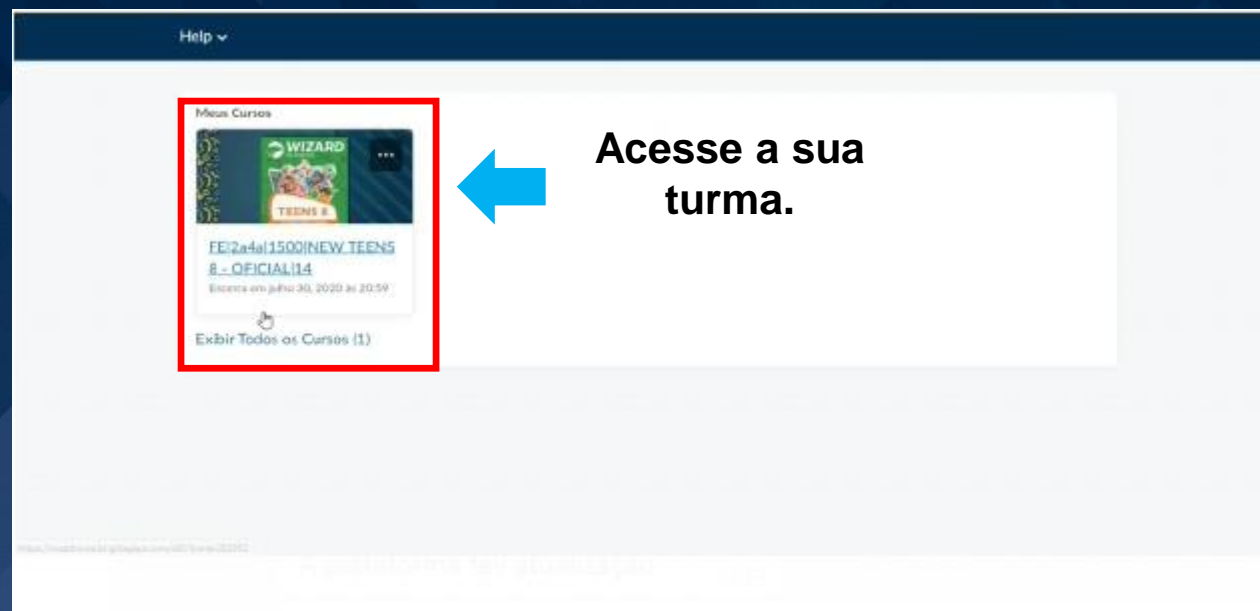 Help
Meus Cursos
WIZARD
TEENS 8
FE|2a4a|1500|NEW TEENS
8 - OFICIAL|14
Encerra em julho 30, 2020 às 20:59
Exibir Todos os Cursos (1)
Acesse a sua
turma.